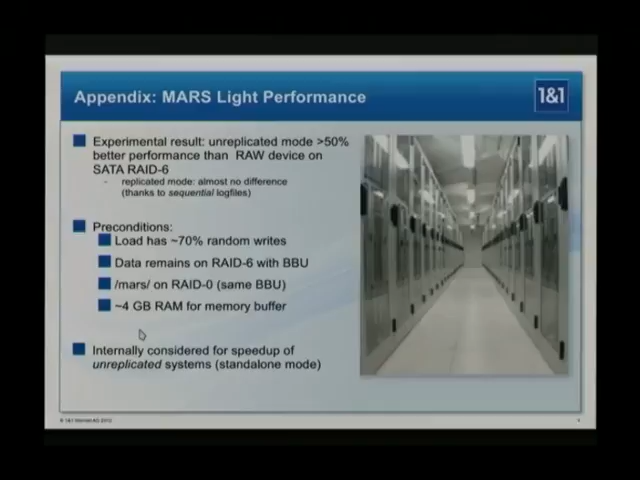 Appendix: MARS Light Performance
1&1
Experimental result: unreplicated mode >50%
better performance than RAW device on
SATA RAID-6
- replicated mode: almost no difference
(thanks to sequential logfiles)
Preconditions:
Load has ~70% random writes
Data remains on RAID-6 with BBU
/mars/ on RAID-0 (same BBU)
~4 GB RAM for memory buffer
Internally considered for speedup of
unreplicated systems (standalone mode)